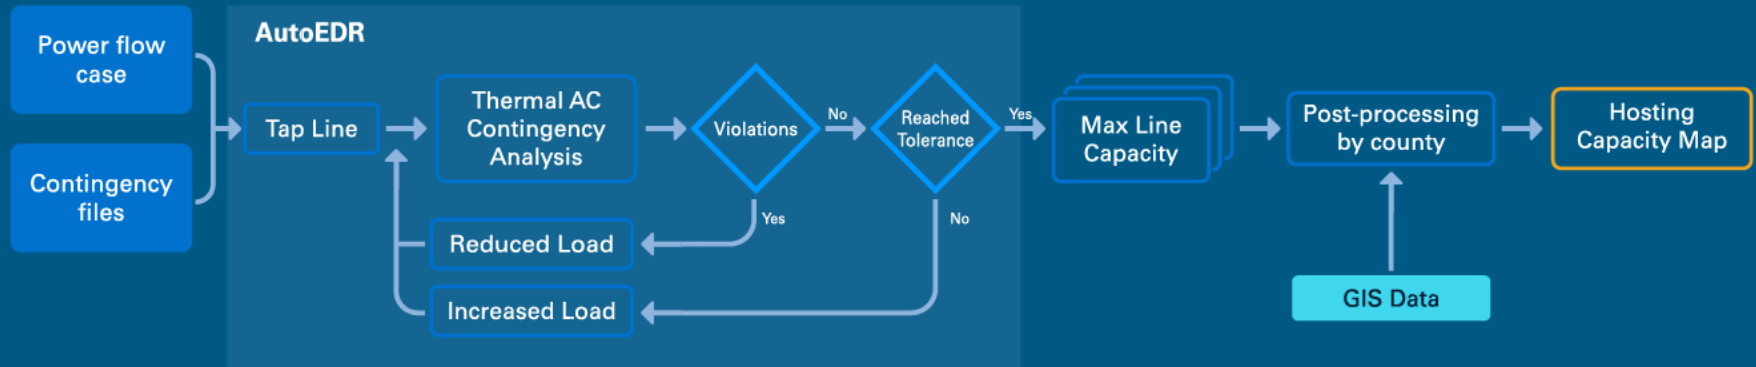 AutoEDR
Power flow
case
Contingency
files
Tap Line
Thermal AC
Contingency
Analysis
Violations
No
Yes
Reached
Tolerance
Yes
No
Reduced Load
Increased Load
Max Line
Capacity
Post-processing
by county
GIS Data
Hosting
Capacity Map